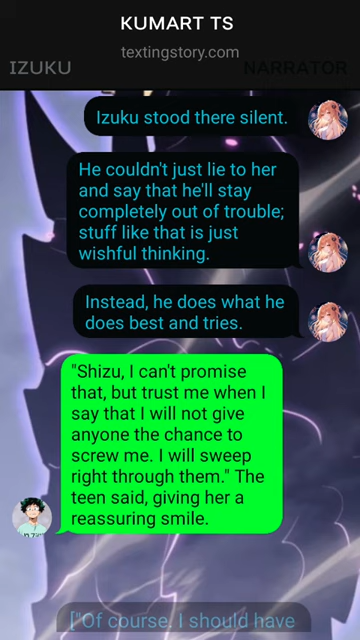 KUMART TS
textingstory.com
IZUKU
NARRATOR
Izuku stood there silent.
He couldn't just lie to her
and say that he'll stay
completely out of trouble;
stuff like that is just
wishful thinking.
Instead, he does what he
does best and tries.
"Shizu, I can't promise
that, but trust me when I
say that I will not give
anyone the chance to
screw me. I will sweep
right through them." The
teen said, giving her a
reassuring smile.
["Of course. I should have